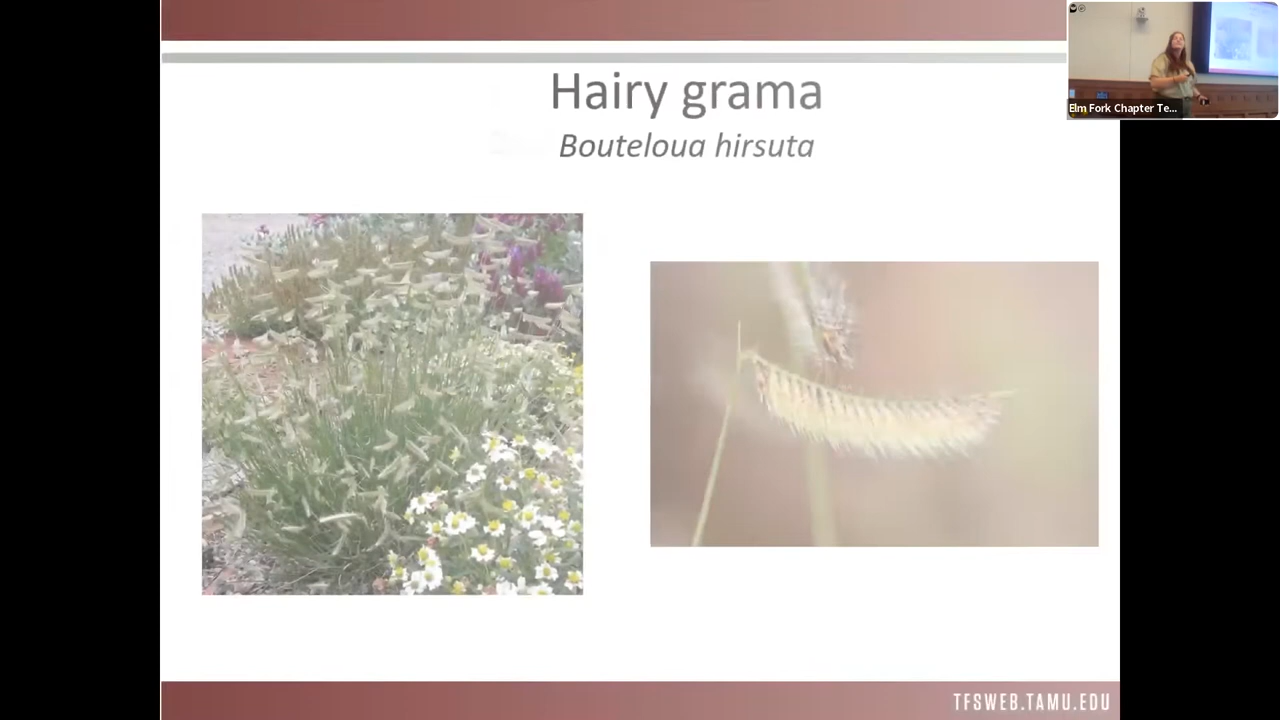 Hairy grama
Bouteloua hirsuta
Elm Fork Chapter Te...
TFSWEB.TAMU.EDU